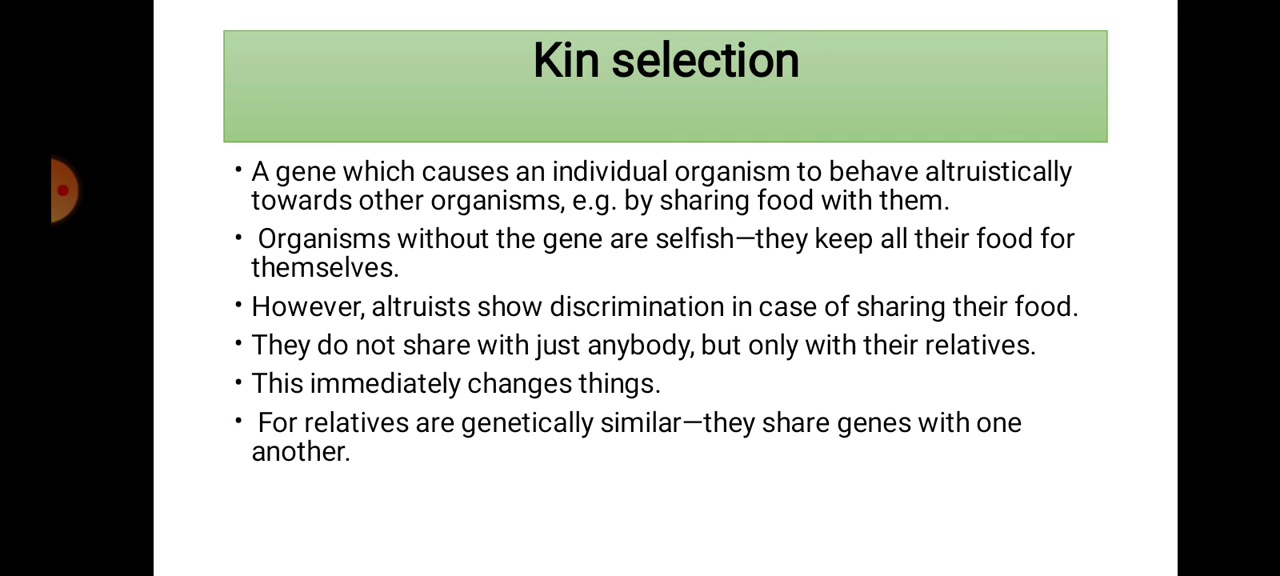 Kin selection
• A gene which causes an individual organism to behave altruistically
towards other organisms, e.g. by sharing food with them.
• Organisms without the gene are selfish—they keep all their food for
themselves.
• However, altruists show discrimination in case of sharing their food.
• They do not share with just anybody, but only with their relatives.
• This immediately changes things.
• For relatives are genetically similar—they share genes with one
another.